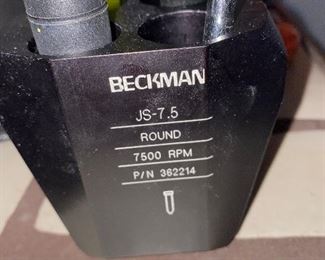 BECKMAN
JS-7.5
ROUND
7500 RPM
P/N 362214